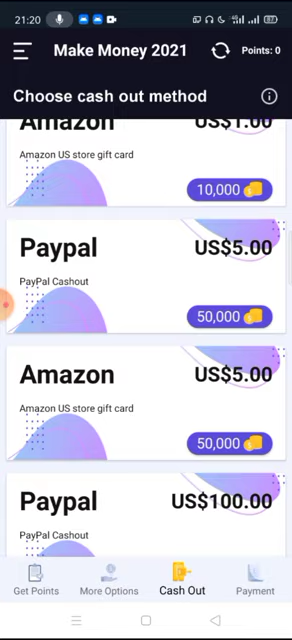 21:20
87
Make Money 2021
Points: 0
Choose cash out method
Amazon
US$1.00
Amazon US store gift card
10,000
Paypal
US$5.00
PayPal Cashout
50,000
Amazon
US$5.00
Amazon US store gift card
50,000
Paypal
US$100.00
PayPal Cashout
Get Points
More Options
Cash Out
Payment